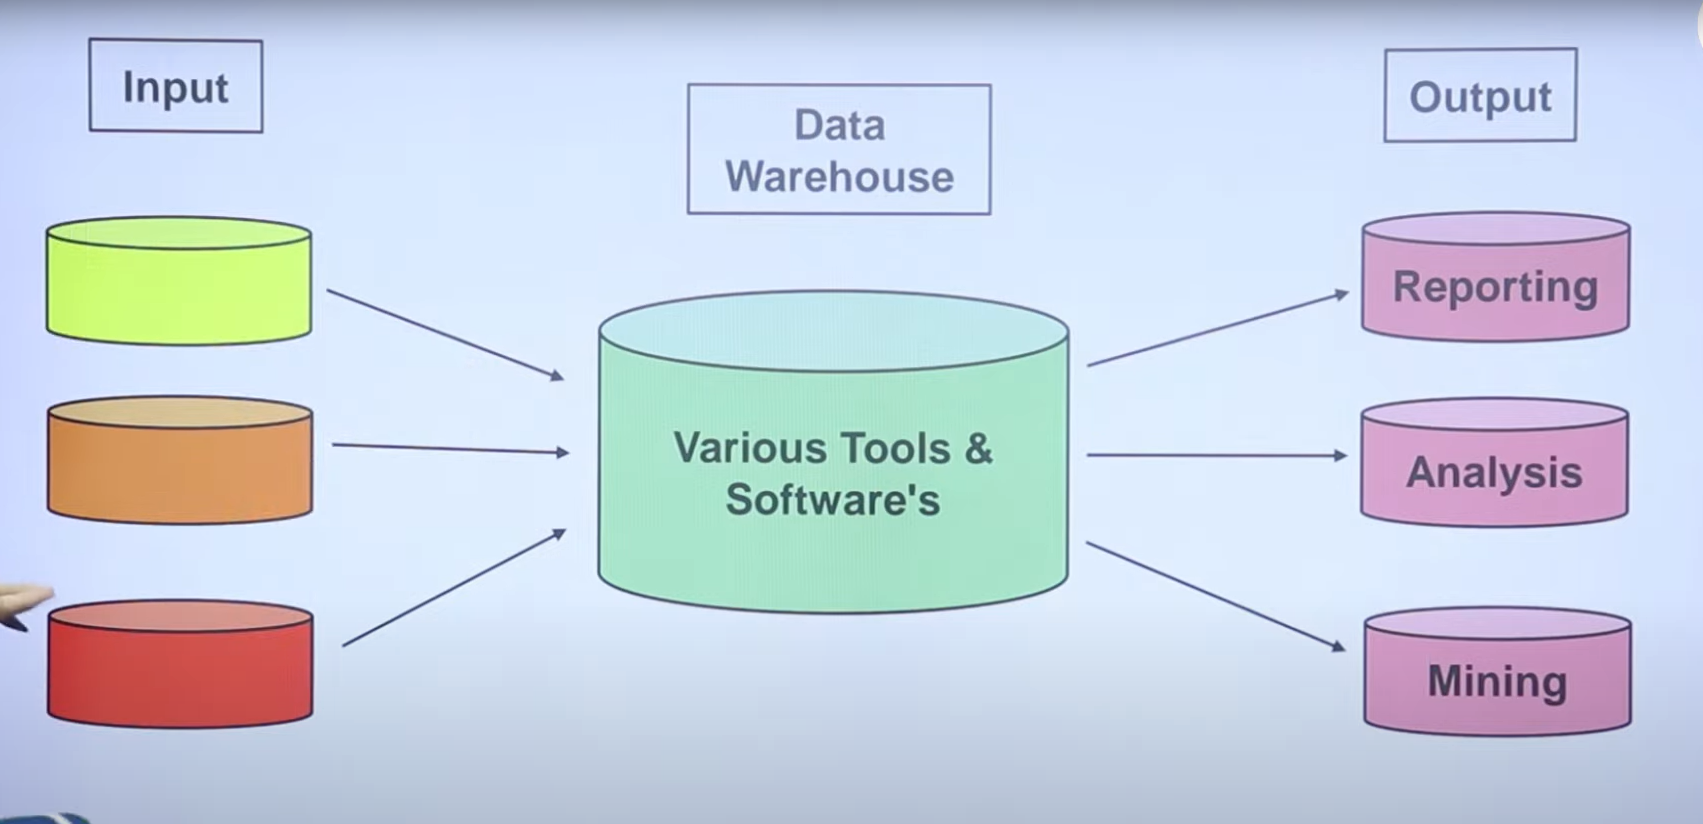 Input
Data
Warehouse
Output
Various Tools &
Software's
Reporting
Analysis
Mining